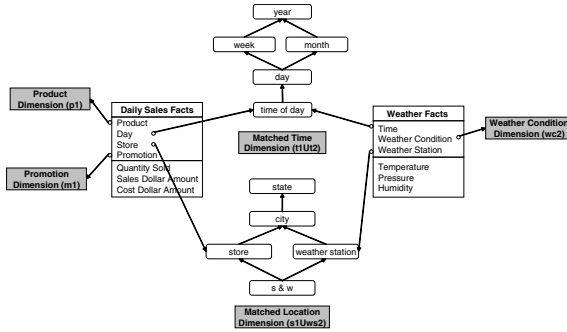 year
week
month
day
time of day
Matched Time
Dimension (t1Ut2)
Product
Dimension (p1)
Promotion
Dimension (m1)
Daily Sales Facts
Product
Day
Store
Promotion
Quantity Sold
Sales Dollar Amount
Cost Dollar Amount
Weather Facts
Time
Weather Condition
Weather Station
Temperature
Pressure
Humidity
Weather Condition
Dimension (wc2)
state
city
store
weather station
s & w
Matched Location
Dimension (s1Uws2)